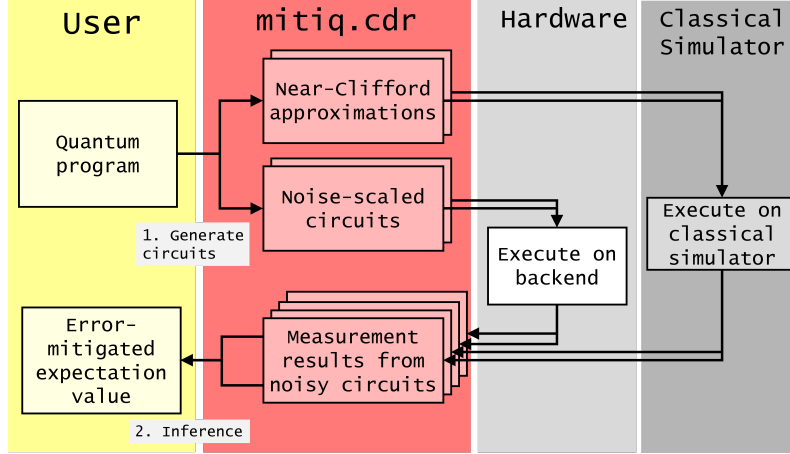 User
mitiq.cdr
Hardware
Classical
Simulator
Near-Clifford
approximations
Quantum
program
Noise-scaled
circuits
Execute on
classical
simulator
1. Generate
circuits
Execute on
backend
Error-
mitigated
expectation
value
Measurement
results from
noisy circuits
2. Inference